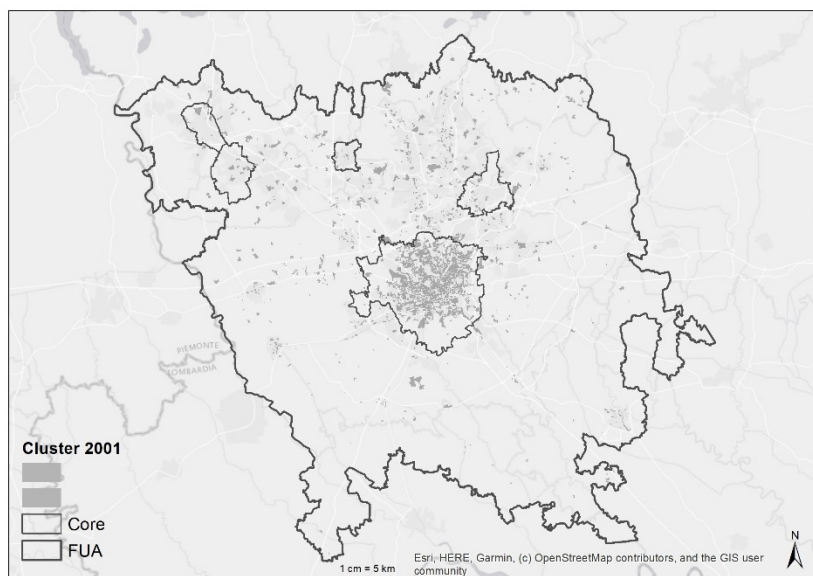 PIEMONTE
LOMBARDIA
Cluster 2001
Core
FUA
1 cm = 5 km
Esri, HERE, Garmin, (c) OpenStreetMap contributors, and the GIS user
community
N